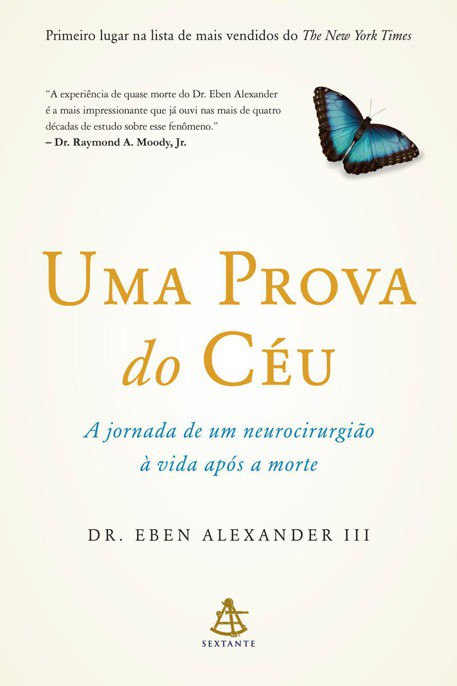 Primeiro lugar na lista de mais vendidos do The New York Times
“A experiência de quase morte do Dr. Eben Alexander
é a mais impressionante que já ouvi nas mais de quatro
décadas de estudo sobre esse fenômeno.”
– Dr. Raymond A. Moody, Jr.
UMA PROVA
do CÉU
A jornada de um neurocirurgião
à vida após a morte
DR. EBEN ALEXANDER III
SEXTANTE